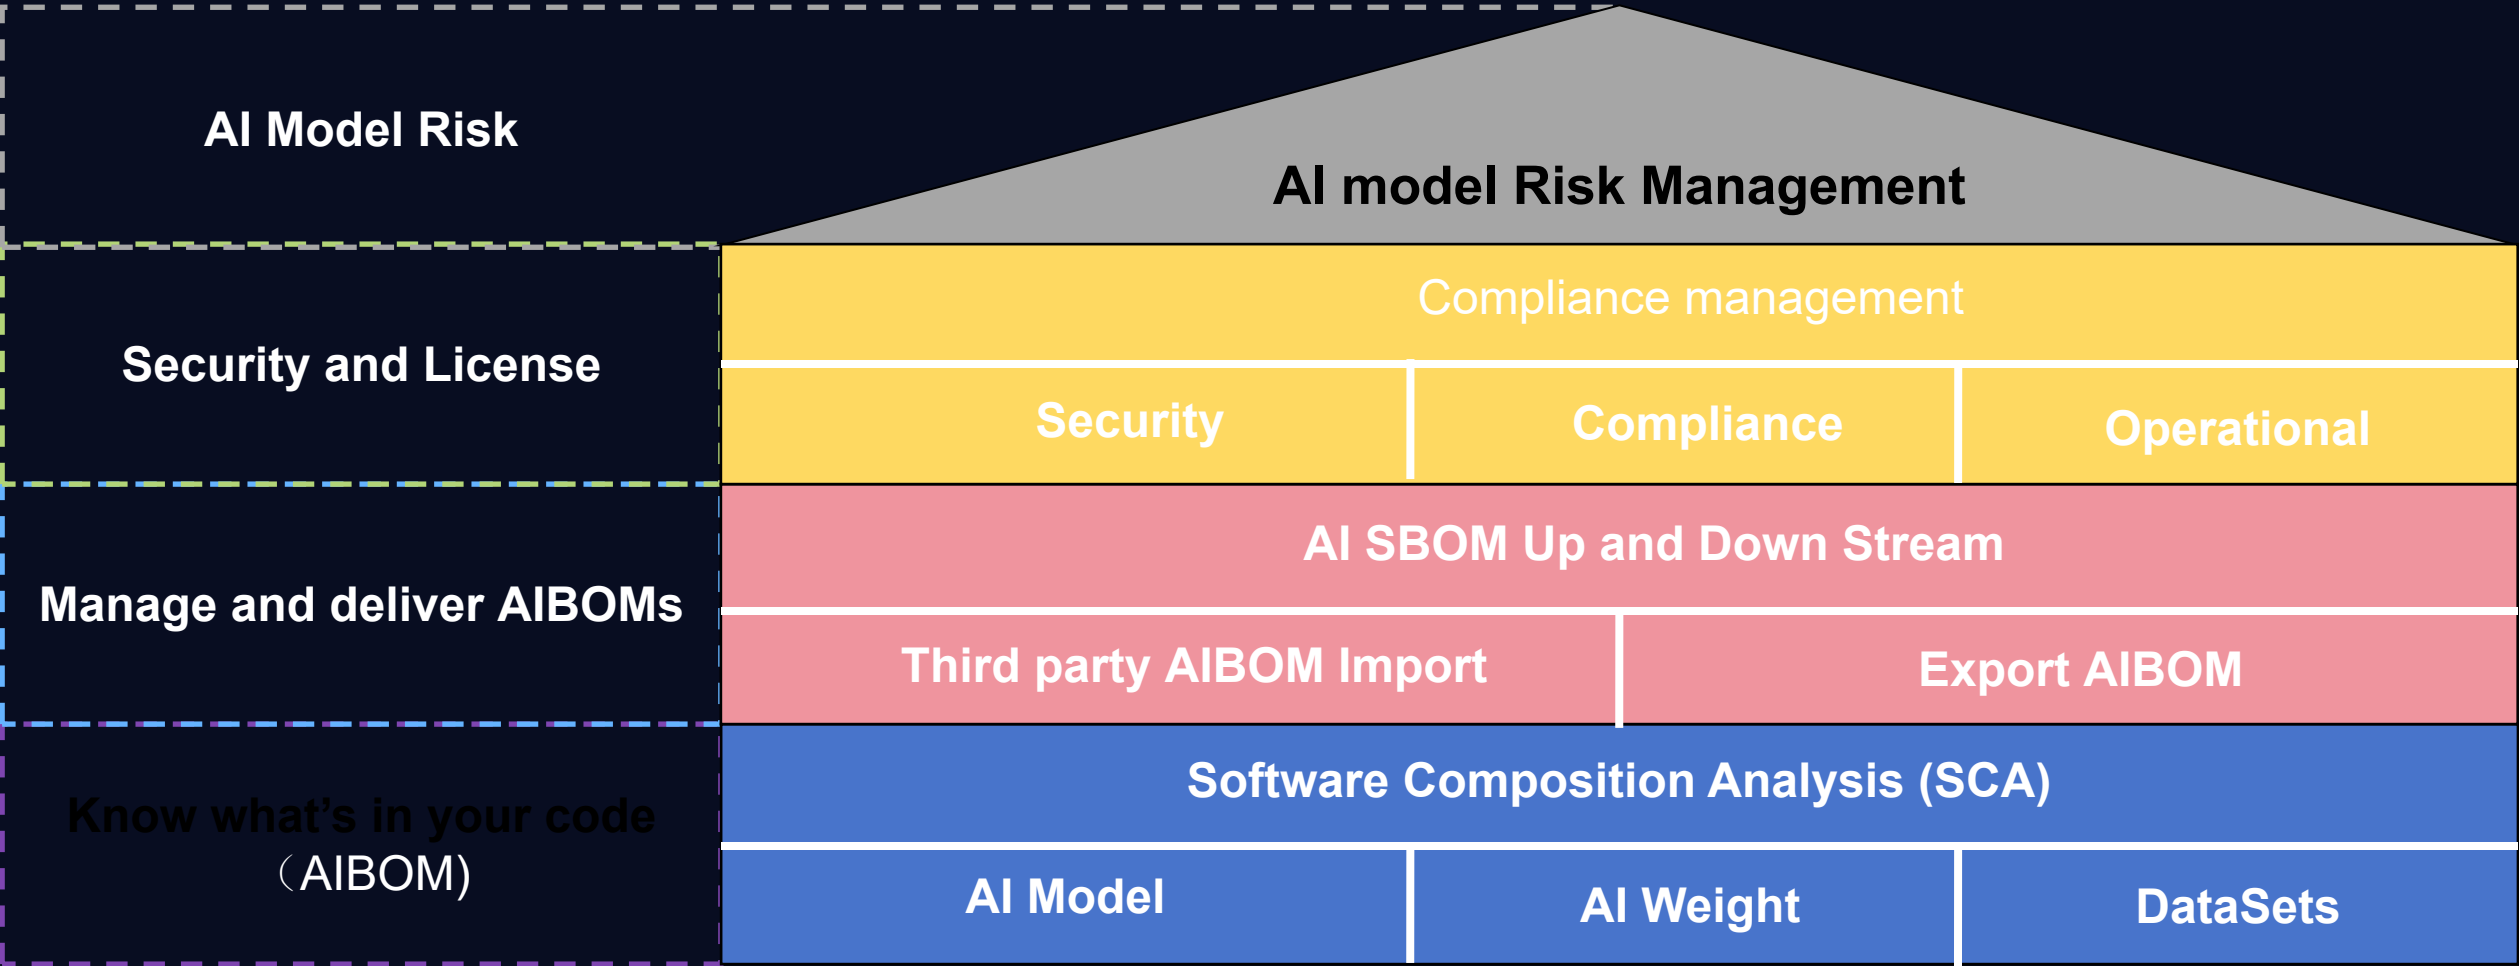 AI Model Risk
AI model Risk Management
Security and License
Compliance management
Security
Compliance
Operational
Manage and deliver AIBOMs
AI SBOM Up and Down Stream
Third party AIBOM Import
Export AIBOM
Know what’s in your code
（AIBOM)
Software Composition Analysis (SCA)
AI Model
AI Weight
DataSets